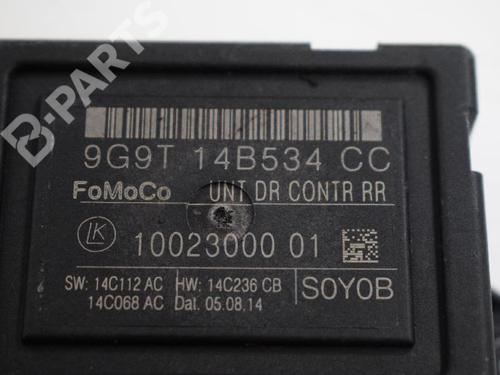 B-PARTS
9G9T 14B534 CC
FoMoCo UNT DR CONTR RR
LK 10023000 01
SW: 14C112 AC HW: 14C236 CB
14C068 AC Dat. 05.08.14
S0Y0B